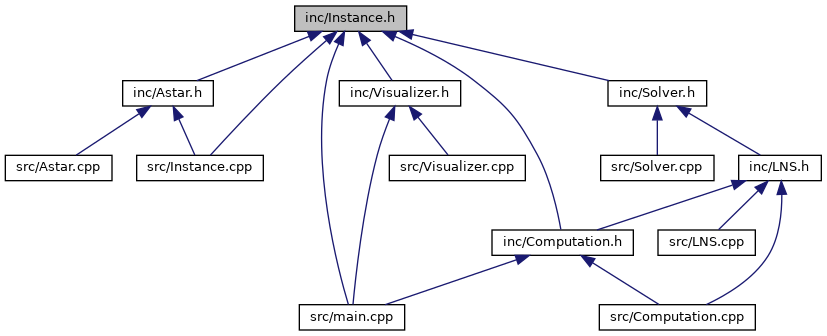 inc/Instance.h
inc/Astar.h
inc/Visualizer.h
inc/Solver.h
src/Astar.cpp
src/Instance.cpp
src/Visualizer.cpp
src/Solver.cpp
inc/LNS.h
inc/Computation.h
src/LNS.cpp
src/main.cpp
src/Computation.cpp